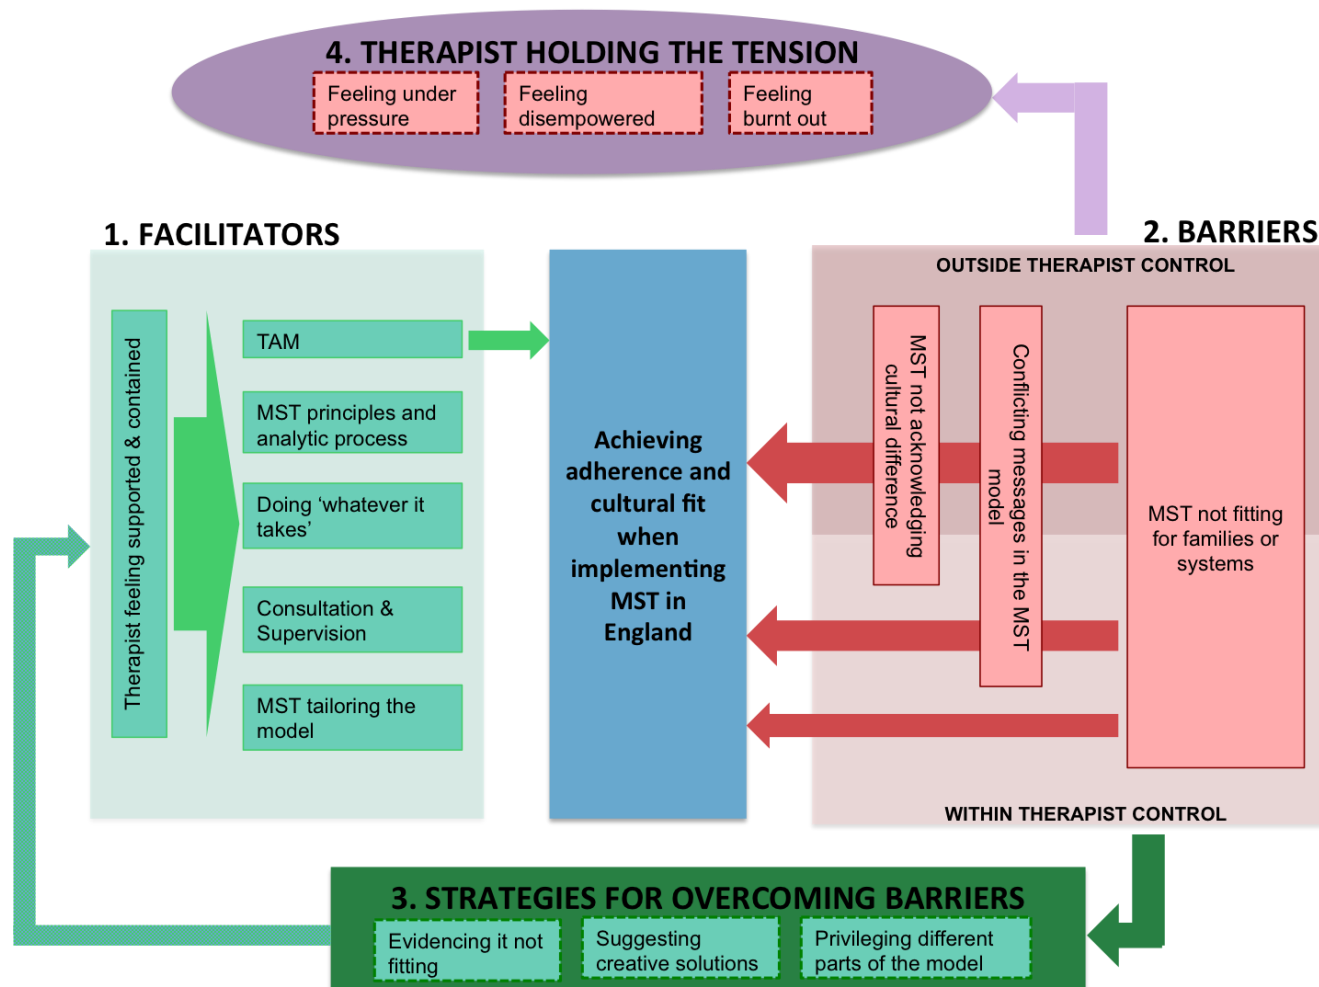 4. THERAPIST HOLDING THE TENSION
Feeling under
pressure
Feeling
disempowered
Feeling
burnt out
1. FACILITATORS
Therapist feeling supported & contained
TAM
MST principles and
analytic process
Doing ‘whatever it
takes’
Consultation &
Supervision
MST tailoring the
model
Achieving
adherence and
cultural fit
when
implementing
MST in
England
2. BARRIERS
OUTSIDE THERAPIST CONTROL
MST not acknowledging
cultural difference
Conflicting messages in the MST
model
MST not fitting
for families or
systems
WITHIN THERAPIST CONTROL
3. STRATEGIES FOR OVERCOMING BARRIERS
Evidencing it not
fitting
Suggesting
creative solutions
Privileging different
parts of the model